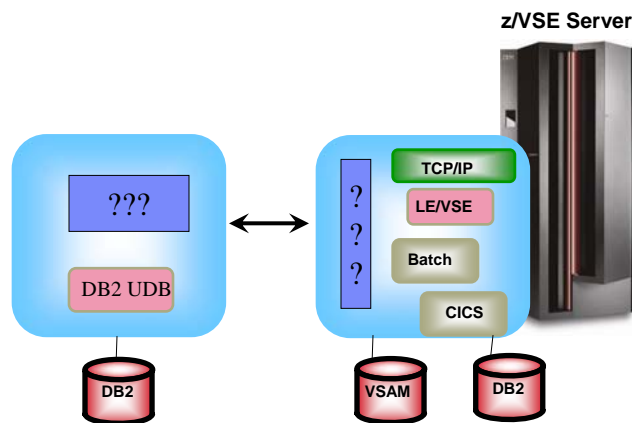 z/VSE Server
TCP/IP
???
?
?
?
LE/VSE
Batch
DB2 UDB
CICS
DB2
VSAM
DB2